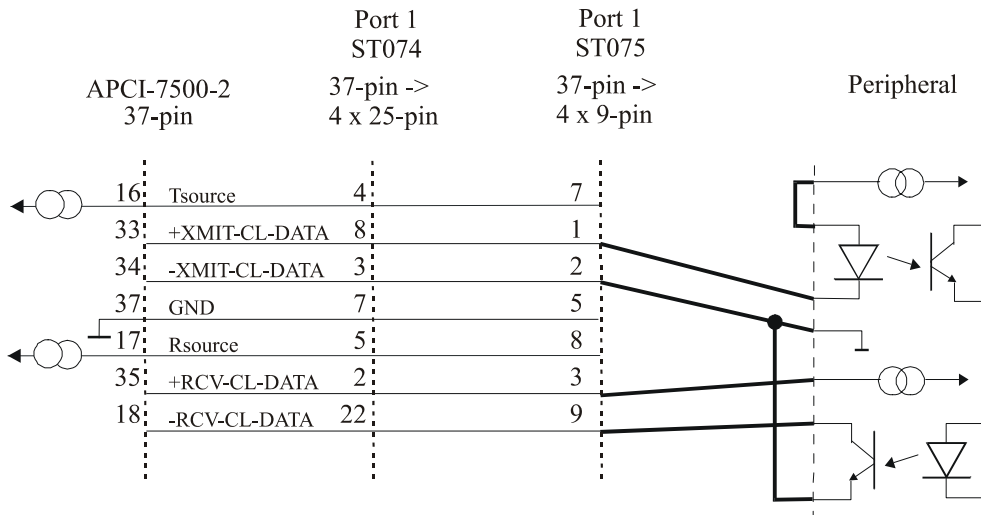 Port 1
ST074
37-pin ->
4 x 25-pin
Port 1
ST075
37-pin ->
4 x 9-pin
APCI-7500-2
37-pin
Peripheral
16 Tsource 4 7
33 +XMIT-CL-DATA 8 1
34 -XMIT-CL-DATA 3 2
37 GND 7 5
17 Rsource 5 8
35 +RCV-CL-DATA 2 3
18 -RCV-CL-DATA 22 9